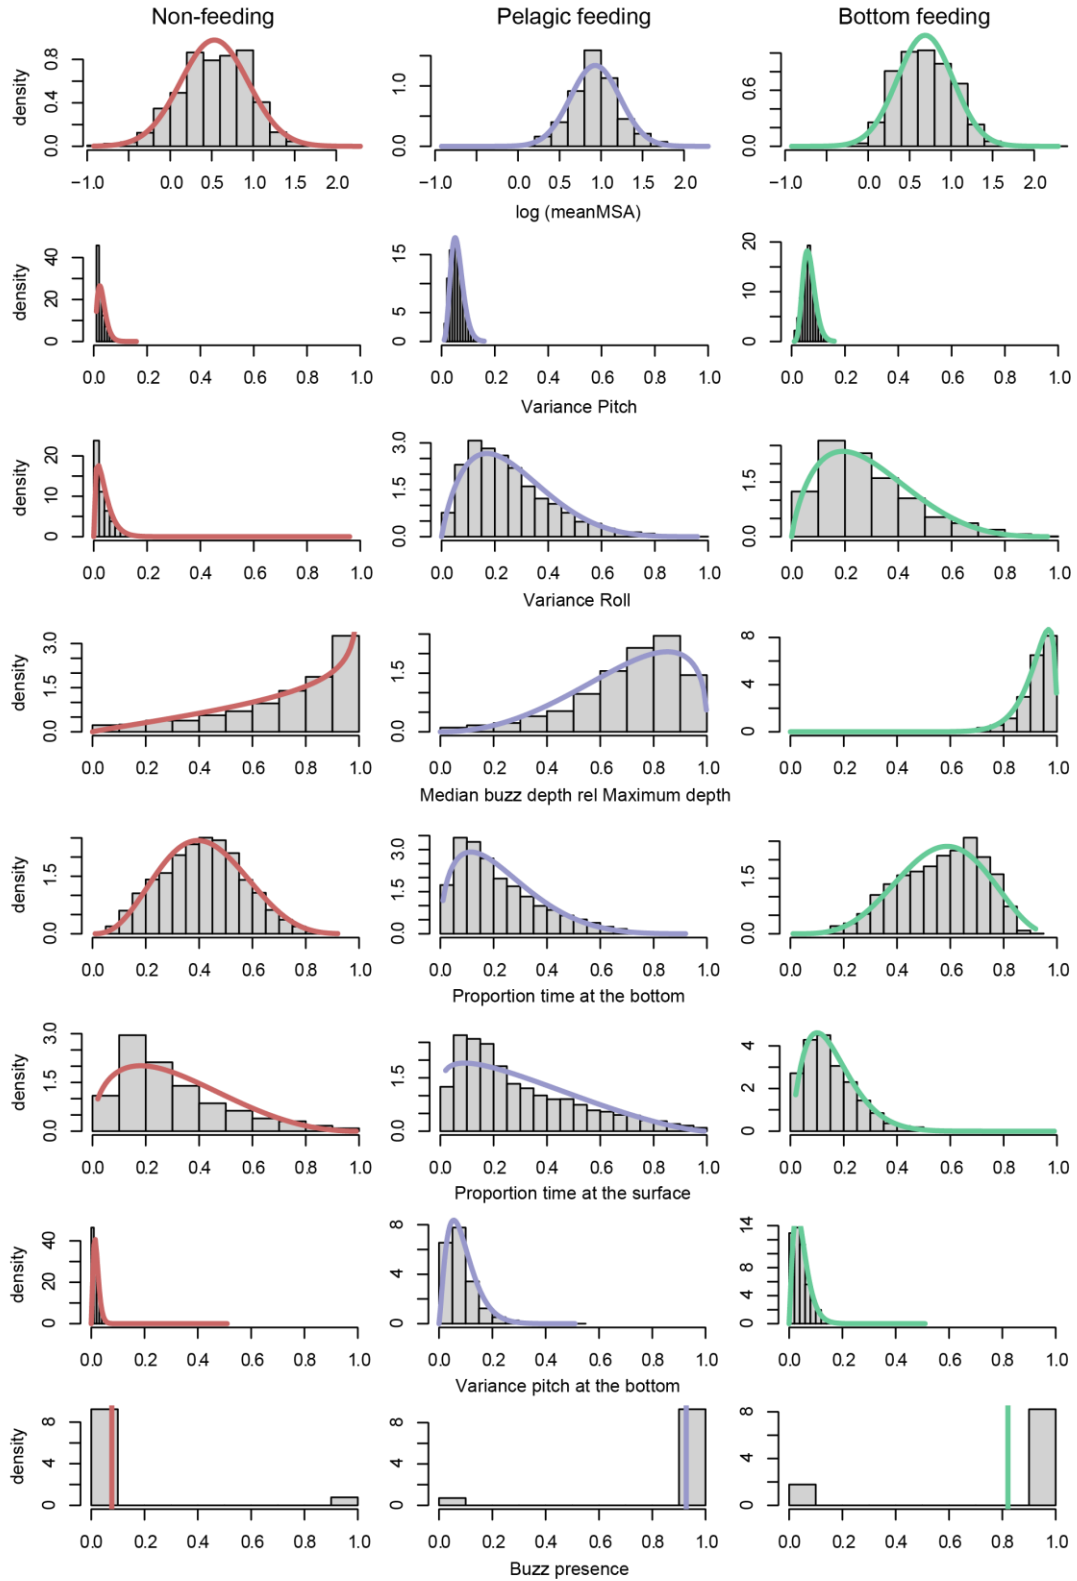 Non-feeding Pelagic feeding Bottom feeding
density 0.0 0.4 0.8 0.0 1.0 0.0 0.6
−1.0 0.0 0.5 1.0 1.5 2.0 −1.0 0.0 0.5 1.0 1.5 2.0 −1.0 0.0 0.5 1.0 1.5 2.0
log (meanMSA)
density 0 20 40 0 5 15 0 10 20
0.0 0.2 0.4 0.6 0.8 1.0 0.0 0.2 0.4 0.6 0.8 1.0 0.0 0.2 0.4 0.6 0.8 1.0
Variance Pitch
density 0 10 20 0.0 1.5 3.0 0.0 1.5
0.0 0.2 0.4 0.6 0.8 1.0 0.0 0.2 0.4 0.6 0.8 1.0 0.0 0.2 0.4 0.6 0.8 1.0
Variance Roll
density 0.0 1.5 3.0 0.0 1.5 0 4 8
0.0 0.2 0.4 0.6 0.8 1.0 0.0 0.2 0.4 0.6 0.8 1.0 0.0 0.2 0.4 0.6 0.8 1.0
Median buzz depth rel Maximum depth
density 0.0 1.5 0.0 1.5 3.0 0.0 1.5
0.0 0.2 0.4 0.6 0.8 1.0 0.0 0.2 0.4 0.6 0.8 1.0 0.0 0.2 0.4 0.6 0.8 1.0
Proportion time at the bottom
density 0.0 1.5 3.0 0.0 1.5 0 2 4
0.0 0.2 0.4 0.6 0.8 1.0 0.0 0.2 0.4 0.6 0.8 1.0 0.0 0.2 0.4 0.6 0.8 1.0
Proportion time at the surface
density 0 20 40 0 4 8 0 4 8 14
0.0 0.2 0.4 0.6 0.8 1.0 0.0 0.2 0.4 0.6 0.8 1.0 0.0 0.2 0.4 0.6 0.8 1.0
Variance pitch at the bottom
density 0 4 8 0 4 8 0 4 8
0.0 0.2 0.4 0.6 0.8 1.0 0.0 0.2 0.4 0.6 0.8 1.0 0.0 0.2 0.4 0.6 0.8 1.0
Buzz presence